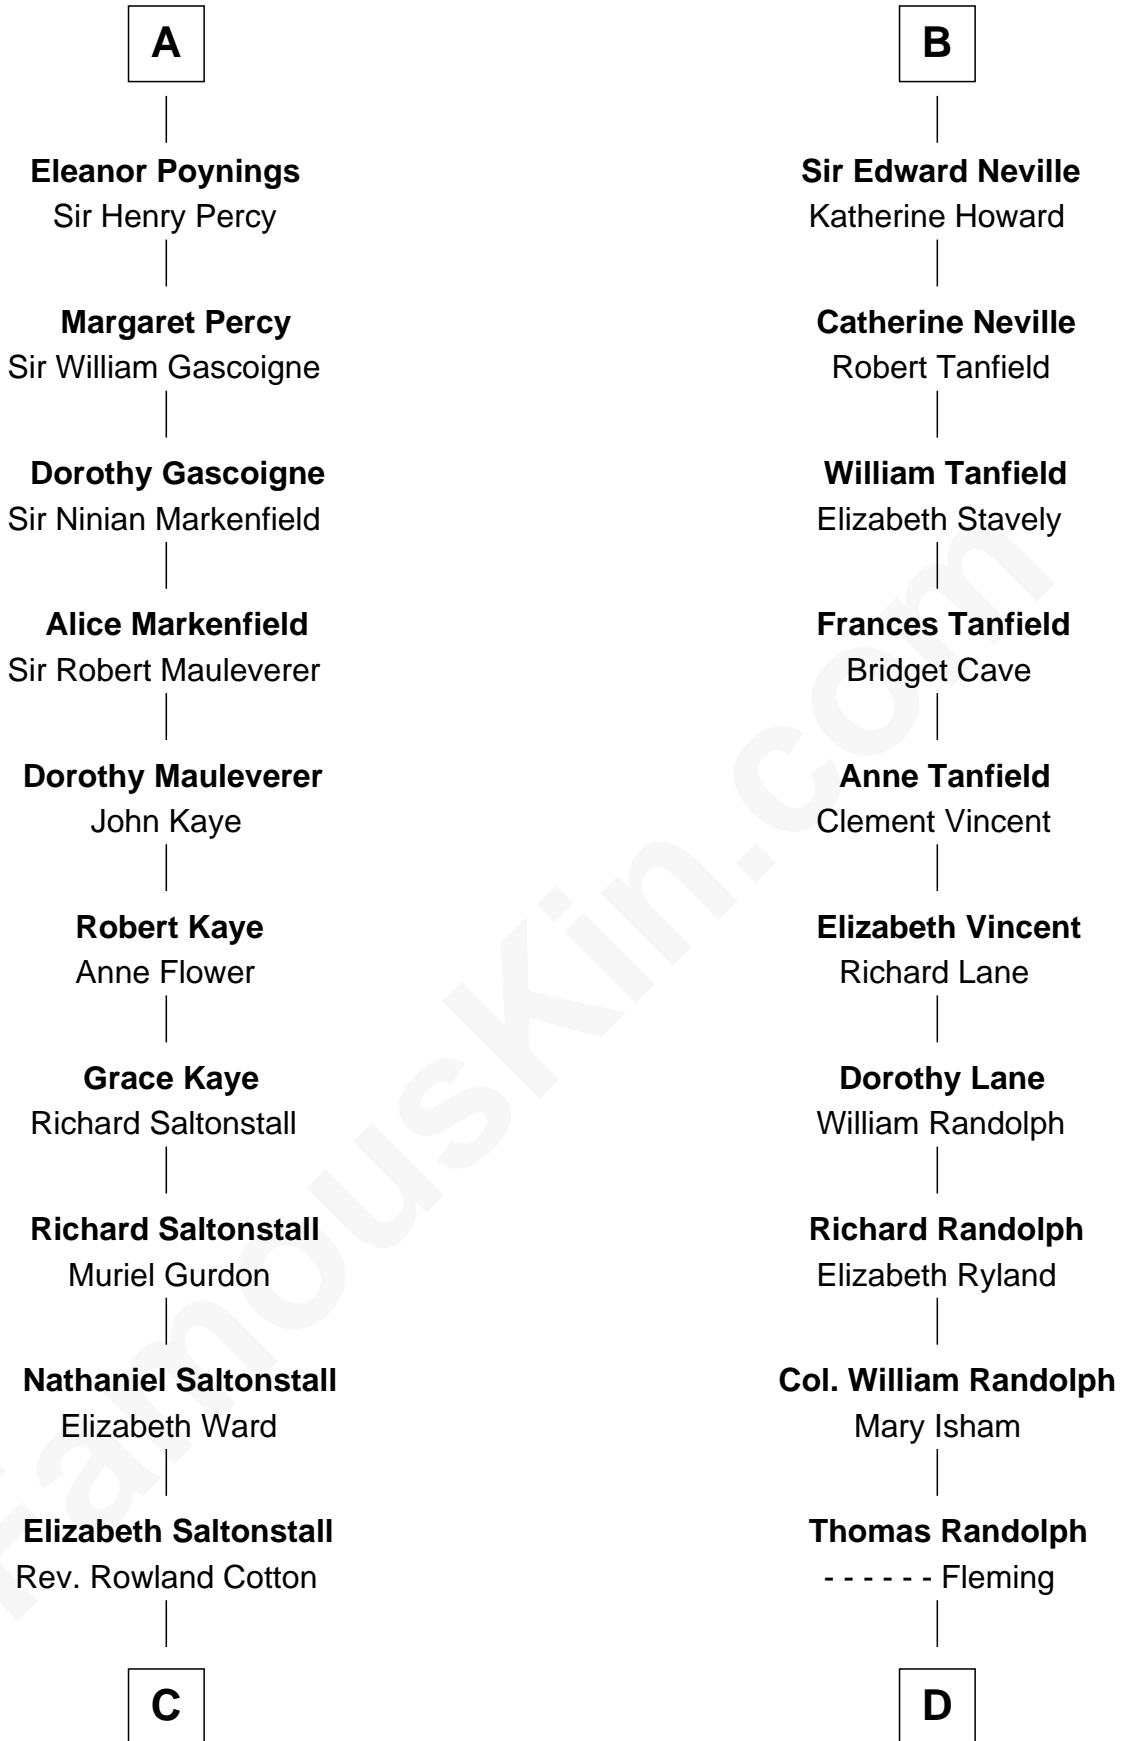 A
Eleanor Poynings
Sir Henry Percy
Margaret Percy
Sir William Gascoigne
Dorothy Gascoigne
Sir Ninian Markenfield
Alice Markenfield
Sir Robert Mauleverer
Dorothy Mauleverer
John Kaye
Robert Kaye
Anne Flower
Grace Kaye
Richard Saltonstall
Richard Saltonstall
Muriel Gurdon
Nathaniel Saltonstall
Elizabeth Ward
Elizabeth Saltonstall
Rev. Rowland Cotton
C
B
Sir Edward Neville
Katherine Howard
Catherine Neville
Robert Tanfield
William Tanfield
Elizabeth Stavely
Frances Tanfield
Bridget Cave
Anne Tanfield
Clement Vincent
Elizabeth Vincent
Richard Lane
Dorothy Lane
William Randolph
Richard Randolph
Elizabeth Ryland
Col. William Randolph
Mary Isham
Thomas Randolph
- - - - - - Fleming
D
FamousKin.com